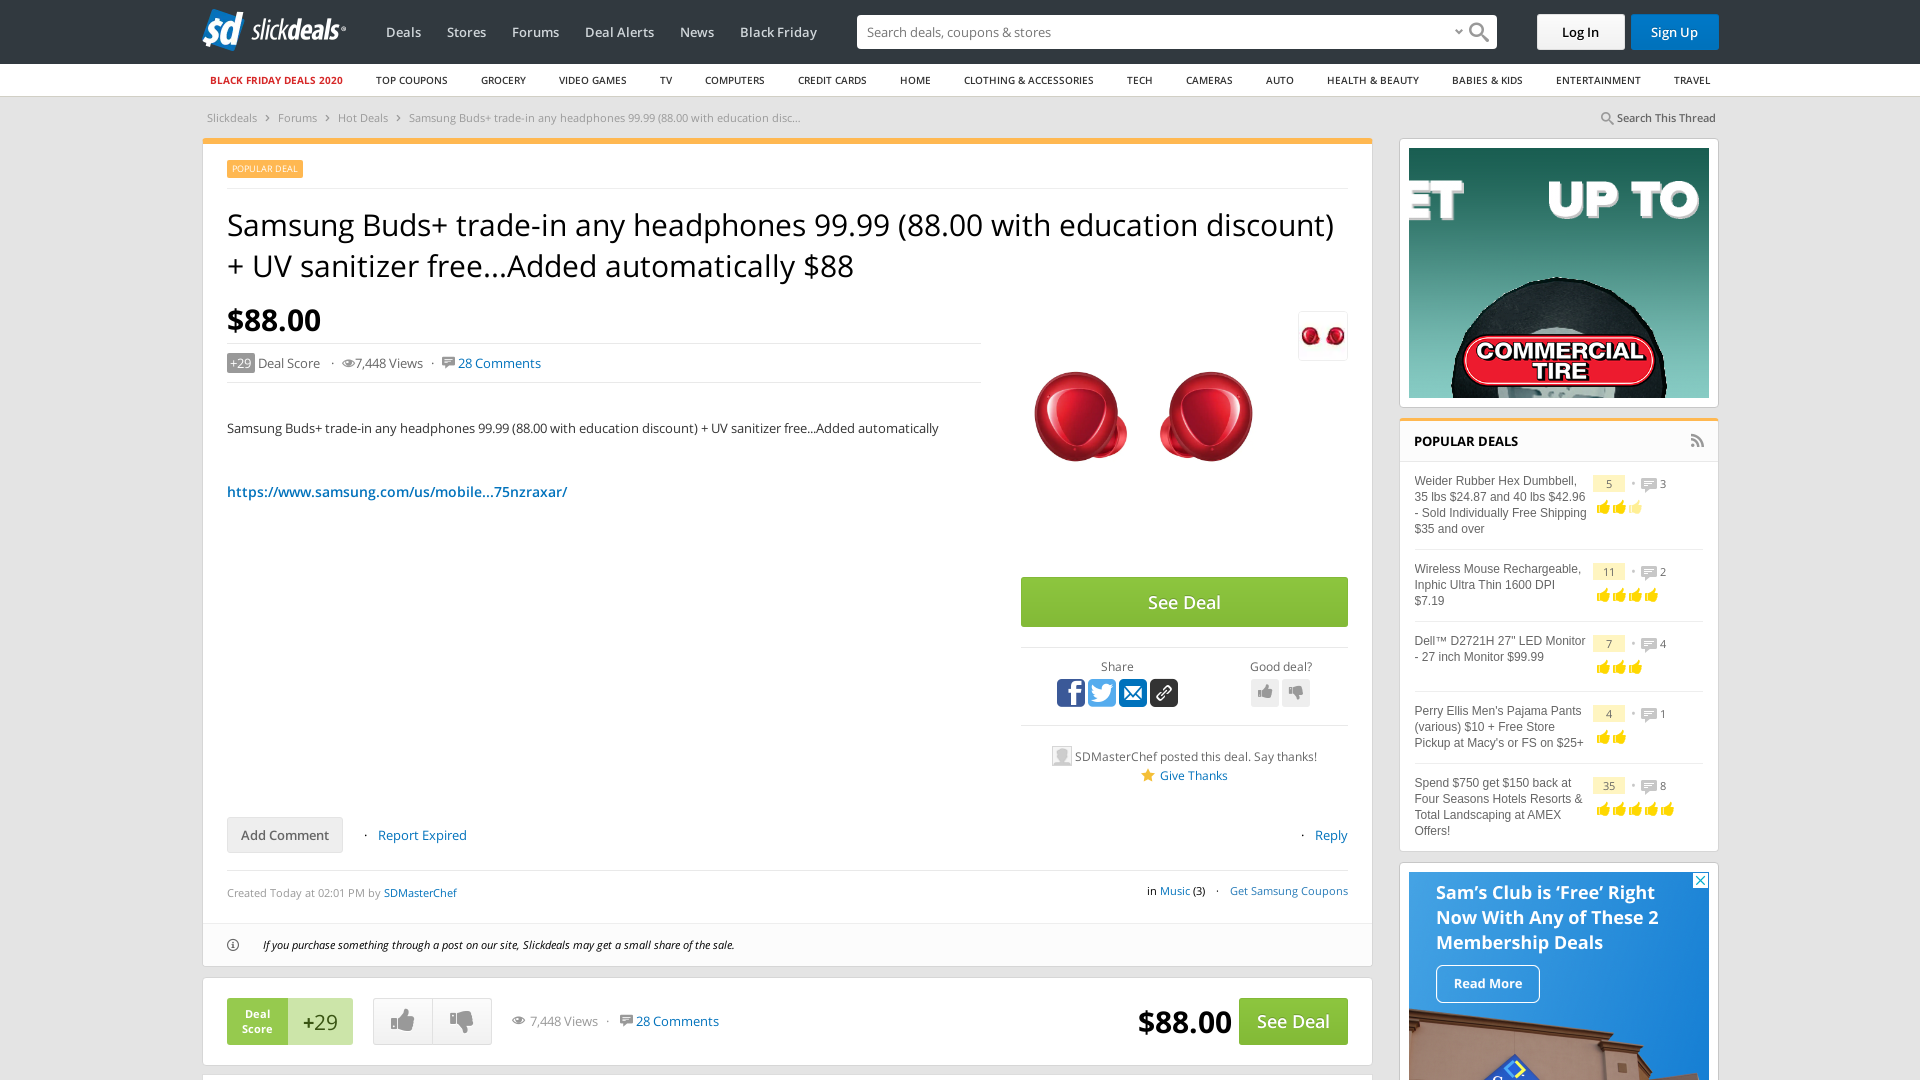 slickdeals
Deals
Stores
Forums
Deal Alerts
News
Black Friday
Search deals, coupons & scores
Log In
Sign Up
BLACK FRIDAY DEALS 2020
TOP COUPONS
GROCERY
VIDEO GAMES
TV
COMPUTERS
CREDIT CARDS
HOME
CLOTHING & ACCESSORIES
TECH
CAMERAS
AUTO
HEALTH & BEAUTY
BABIES & KIDS
ENTERTAINMENT
TRAVEL
Slickdeals > Forums > Hot Deals > Samsung Buds+ trade-in any headphones 99.99 (88.00 with education disc...
Search This Thread
POPULAR DEAL
Samsung Buds+ trade-in any headphones 99.99 (88.00 with education discount)
+ UV sanitizer free...Added automatically $88
$88.00
+29 Deal Score · 7,448 Views · 28 Comments
Samsung Buds+ trade-in any headphones 99.99 (88.00 with education discount) + UV sanitizer free...Added automatically
https://www.samsung.com/us/mobile...75nzraxar/
See Deal
Share
Good deal?
SDMasterChef posted this deal. Say thanks!
Give Thanks
Add Comment
· Report Expired
· Reply
Created Today at 02:01 PM by SDMasterChef
in Music (3) · Get Samsung Coupons
If you purchase something through a post on our site, Slickdeals may get a small share of the sale.
Deal
Score
+29
7,448 Views · 28 Comments
$88.00
See Deal
ET UP TO
COMMERCIAL
TIRE
POPULAR DEALS
Weider Rubber Hex Dumbbell,
35 lbs $24.87 and 40 lbs $42.96
- Sold Individually Free Shipping
$35 and over
5 • 3
Wireless Mouse Rechargeable,
Inphic Ultra Thin 1600 DPI
$7.19
11 • 2
Dell™ D2721H 27" LED Monitor
- 27 inch Monitor $99.99
7 • 4
Perry Ellis Men's Pajama Pants
(various) $10 + Free Store
Pickup at Macy's or FS on $25+
4 • 1
Spend $750 get $150 back at
Four Seasons Hotels Resorts &
Total Landscaping at AMEX
Offers!
35 • 8
Sam's Club is 'Free' Right
Now With Any of These 2
Membership Deals
Read More